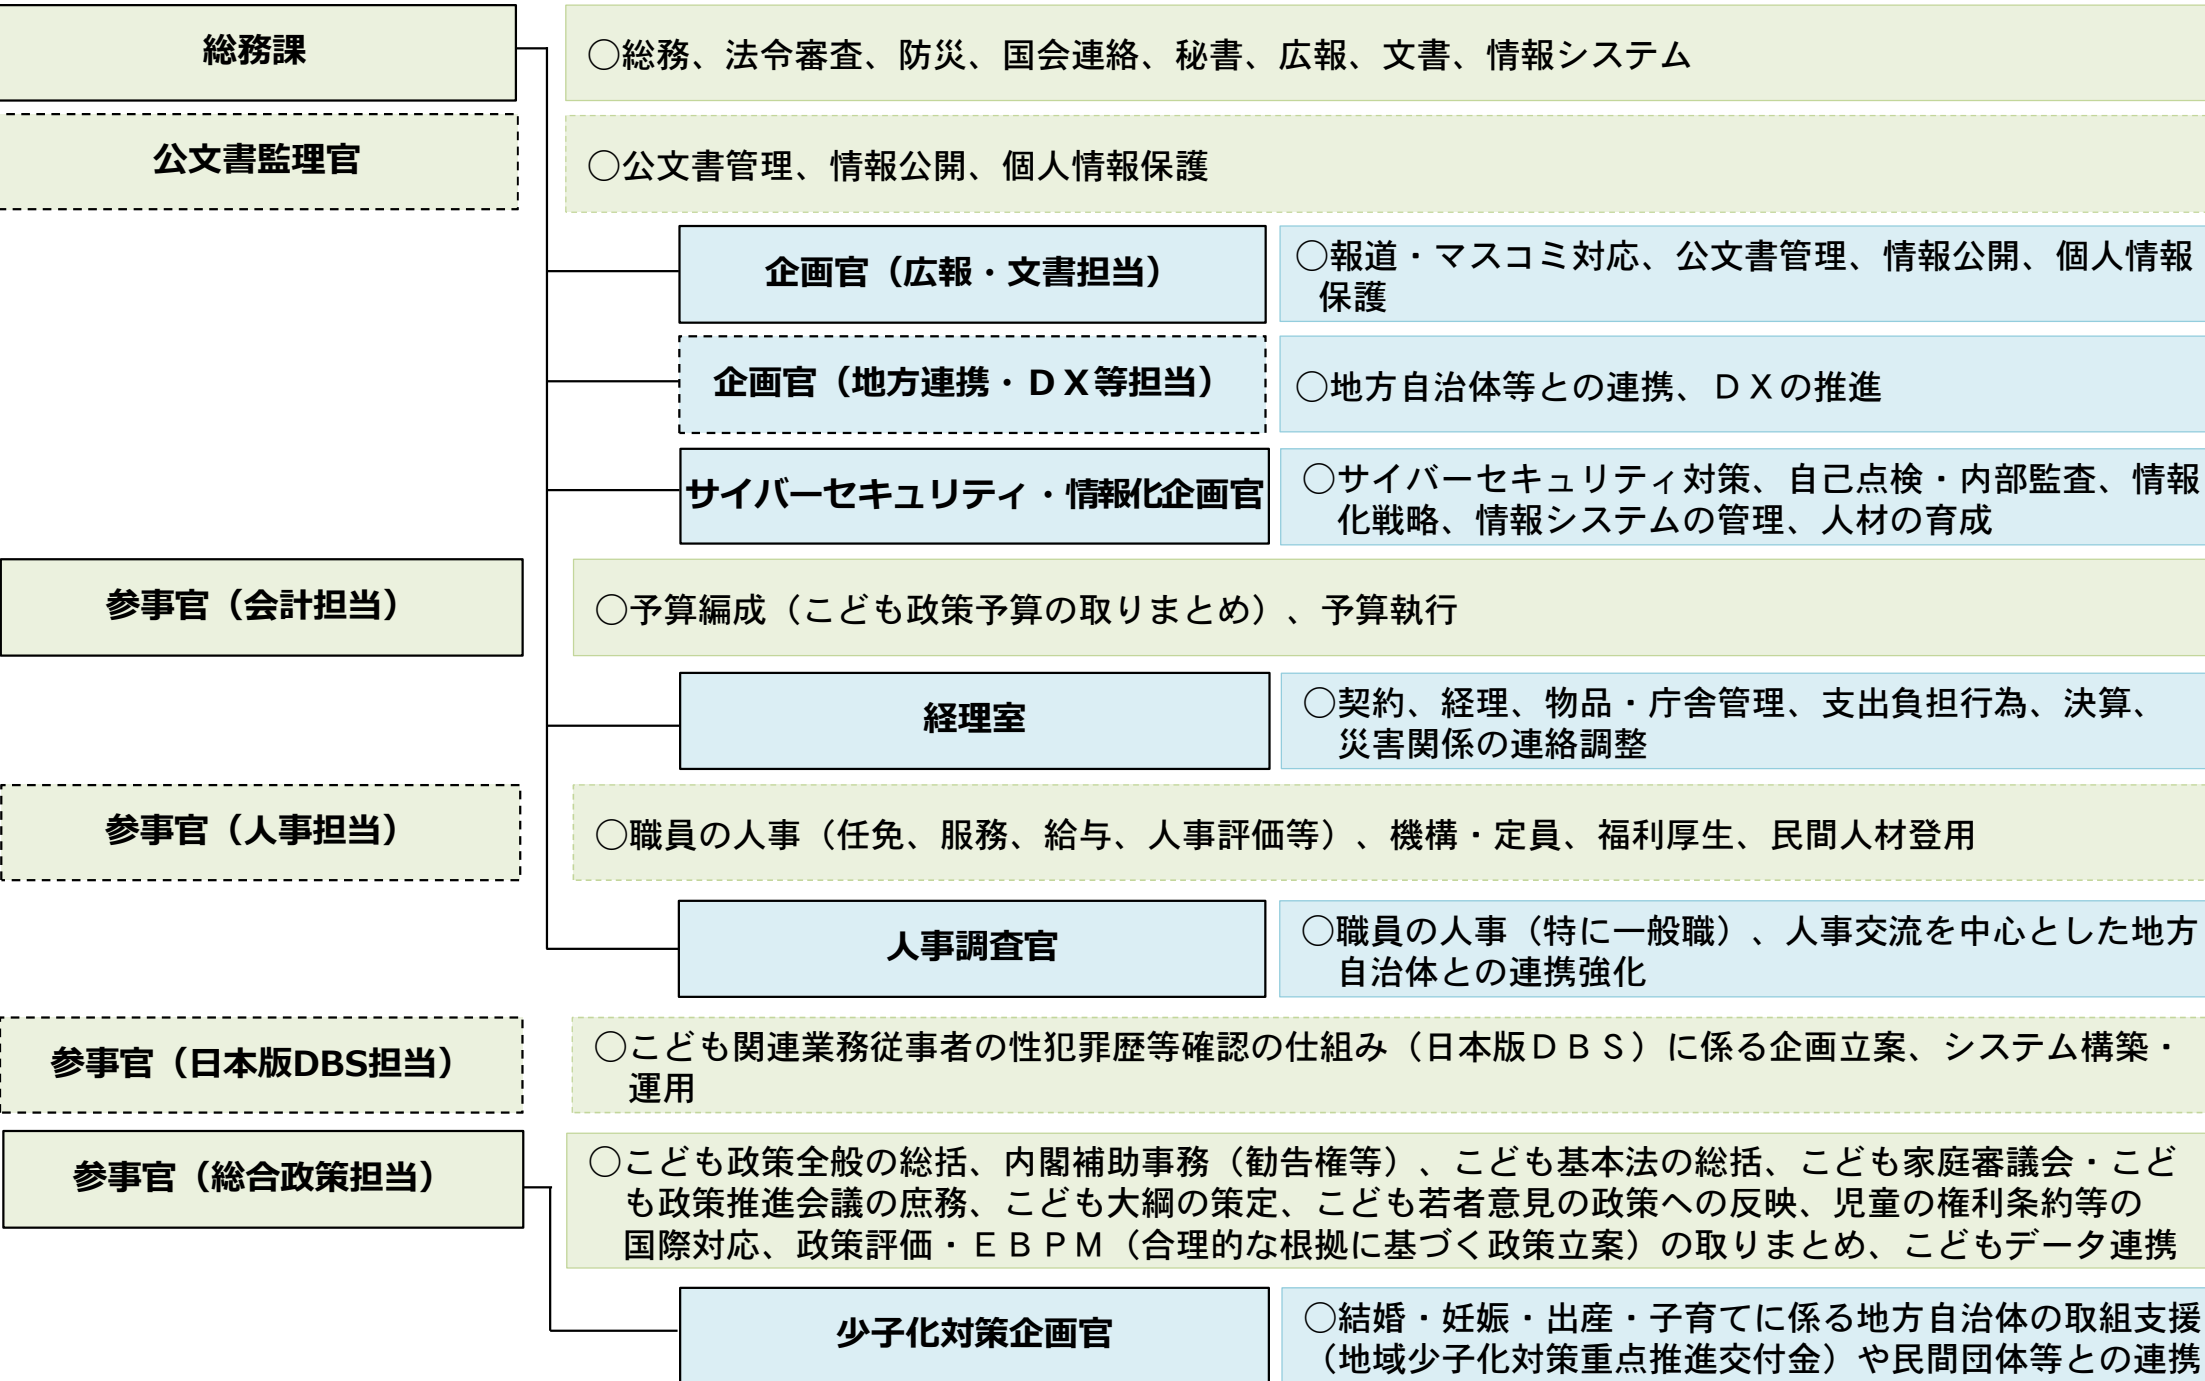 総務課
○総務、法令審査、防災、国会連絡、秘書、広報、文書、情報システム
公文書監理官
○公文書管理、情報公開、個人情報保護
企画官（広報・文書担当）
○報道・マスコミ対応、公文書管理、情報公開、個人情報
保護
企画官（地方連携・ＤＸ等担当）
○地方自治体等との連携、ＤＸの推進
サイバーセキュリティ・情報化企画官
○サイバーセキュリティ対策、自己点検・内部監査、情報
化戦略、情報システムの管理、人材の育成
参事官（会計担当）
○予算編成（こども政策予算の取りまとめ）、予算執行
経理室
○契約、経理、物品・庁舎管理、支出負担行為、決算、
災害関係の連絡調整
参事官（人事担当）
○職員の人事（任免、服務、給与、人事評価等）、機構・定員、福利厚生、民間人材登用
人事調査官
○職員の人事（特に一般職）、人事交流を中心とした地方
自治体との連携強化
参事官（日本版DBS担当）
○こども関連業務従事者の性犯罪歴等確認の仕組み（日本版ＤＢＳ）に係る企画立案、システム構築・
運用
参事官（総合政策担当）
○こども政策全般の総括、内閣補助事務（勧告権等）、こども基本法の総括、こども家庭審議会・こど
も政策推進会議の庶務、こども大綱の策定、こども若者意見の政策への反映、児童の権利条約等の
国際対応、政策評価・ＥＢＰＭ（合理的な根拠に基づく政策立案）の取りまとめ、こどもデータ連携
少子化対策企画官
○結婚・妊娠・出産・子育てに係る地方自治体の取組支援
（地域少子化対策重点推進交付金）や民間団体等との連携